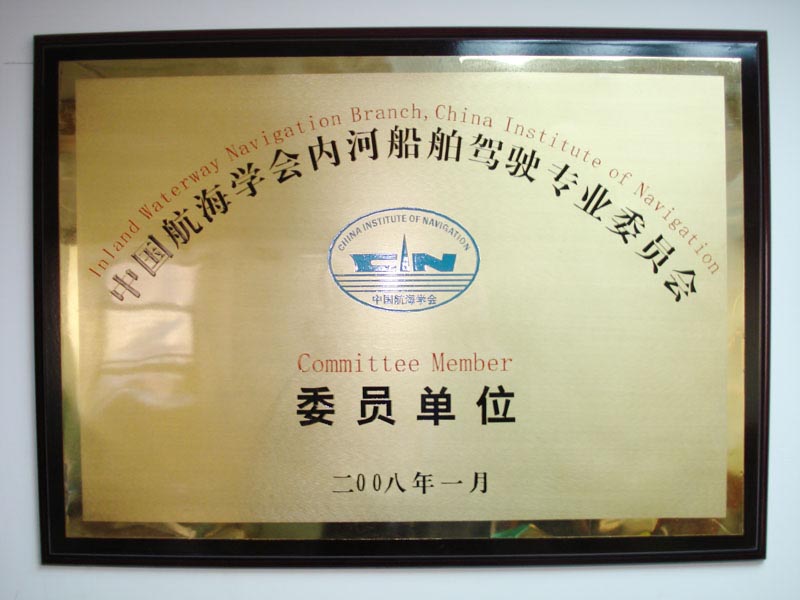 Inland Waterway Navigation Branch, China Institute of Navigation
中国航海学会内河船舶驾驶专业委员会
CHINA INSTITUTE OF NAVIGATION
CIN
中国航海学会
Committee Member
委员单位
二00八年一月